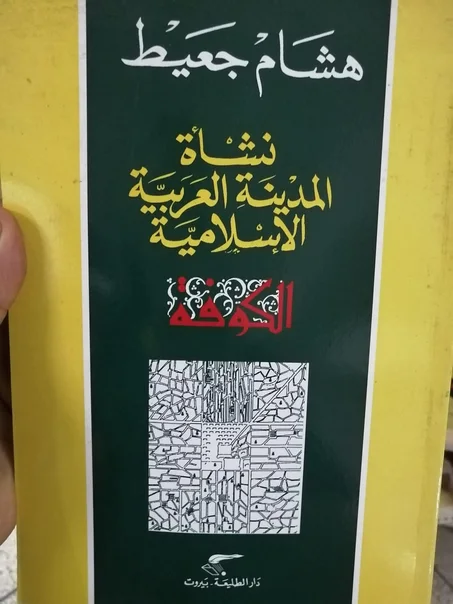 هشام جعيط
نشأة
المدينة العربية
الإسلامية
الكوفة
دار الطليعة - بيروت